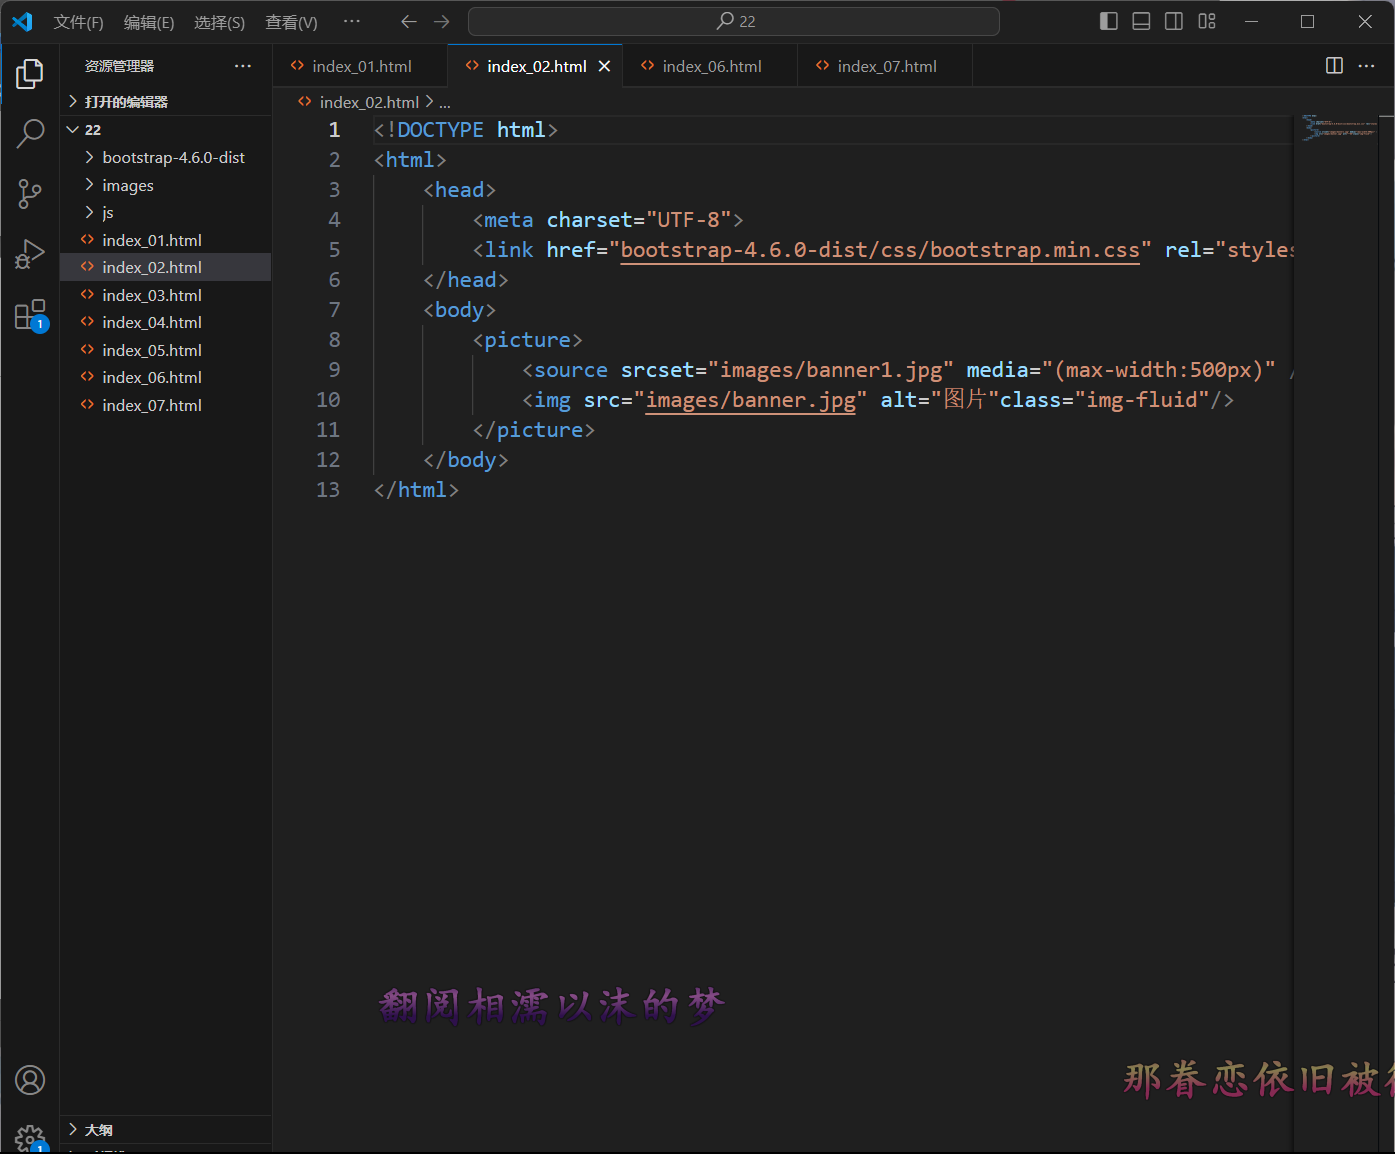 文件(F) 编辑(E) 选择(S) 查看(V) ··· 22
资源管理器 ···
打开的编辑器
22
bootstrap-4.6.0-dist
images
js
index_01.html
index_02.html
index_03.html
index_04.html
index_05.html
index_06.html
index_07.html
大纲
1
1
index_01.html index_02.html index_06.html index_07.html ···
index_02.html > ...
1 <!DOCTYPE html>
2 <html>
3 <head>
4 <meta charset="UTF-8">
5 <link href="bootstrap-4.6.0-dist/css/bootstrap.min.css" rel="styles
6 </head>
7 <body>
8 <picture>
9 <source srcset="images/banner1.jpg" media="(max-width:500px)" /
10 <img src="images/banner.jpg" alt="图片"class="img-fluid"/>
11 </picture>
12 </body>
13 </html>
翻阅相濡以沫的梦
那眷恋依旧被